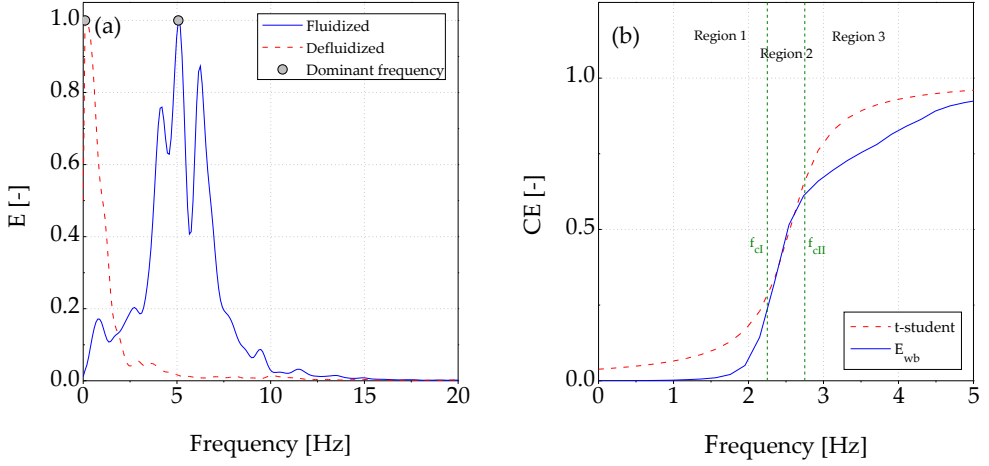 (a)
Fluidized
Defluidized
Dominant frequency
1.0
0.8
0.6
0.4
0.2
0.0
E [-]
0
5
10
15
20
Frequency [Hz]
(b)
Region 1
Region 2
Region 3
1.0
0.5
0.0
CE [-]
f_cI
f_cII
t-student
E_wb
0
1
2
3
4
5
Frequency [Hz]